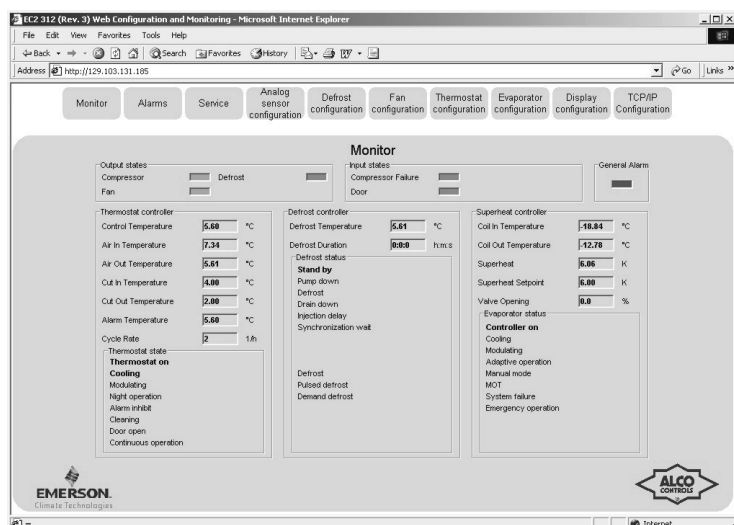 EC2 312 (Rev. 3) Web Configuration and Monitoring - Microsoft Internet Explorer
File Edit View Favorites Tools Help
Back Search Favorites History
Address http://129.103.131.185 Go Links »
Monitor
Alarms
Service
Analog sensor configuration
Defrost configuration
Fan configuration
Thermostat configuration
Evaporator configuration
Display configuration
TCP/IP Configuration
Monitor
Output states
Compressor Defrost
Fan
Input states
Compressor Failure
Door
General Alarm
Thermostat controller
Control Temperature 5.60 °C
Air In Temperature 7.34 °C
Air Out Temperature 5.61 °C
Cut In Temperature 4.00 °C
Cut Out Temperature 2.00 °C
Alarm Temperature 5.60 °C
Cycle Rate 2 1/h
Thermostat state
Thermostat on
Cooling
Modulating
Night operation
Alarm inhibit
Cleaning
Door open
Continuous operation
Defrost controller
Defrost Temperature 5.61 °C
Defrost Duration 0:0:0 h:m:s
Defrost status
Stand by
Pump down
Defrost
Drain down
Injection delay
Synchronization wait
Defrost
Pulsed defrost
Demand defrost
Superheat controller
Coil In Temperature -18.84 °C
Coil Out Temperature -12.78 °C
Superheat 6.06 K
Superheat Setpoint 6.00 K
Valve Opening 0.0 %
Evaporator status
Controller on
Cooling
Modulating
Adaptive operation
Manual mode
MOT
System failure
Emergency operation
EMERSON.
Climate Technologies
ALCO
CONTROLS
Internet